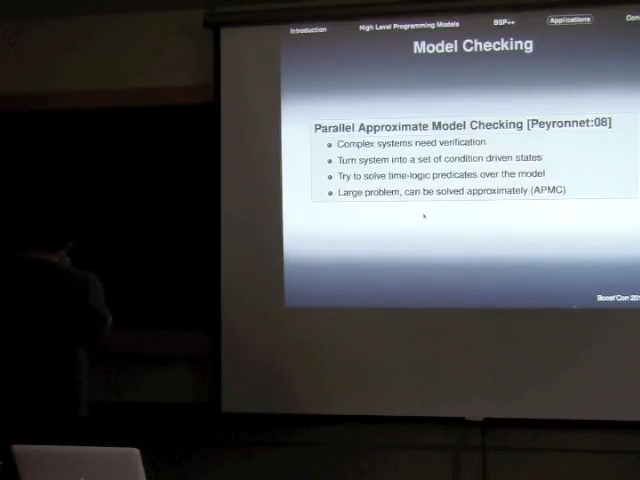 Introduction High Level Programming Models BSP++ Applications
Model Checking
Parallel Approximate Model Checking [Peyronnet:08]
Complex systems need verification
Turn system into a set of condition driven states
Try to solve time-logic predicates over the model
Large problem, can be solved approximately (APMC)
Boost'Con